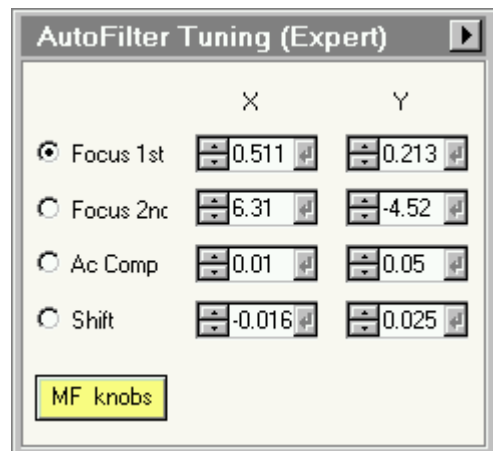 AutoFilter Tuning (Expert)
X Y
Focus 1st 0.511 0.213
Focus 2nc 6.31 -4.52
Ac Comp 0.01 0.05
Shift -0.016 0.025
MF knobs